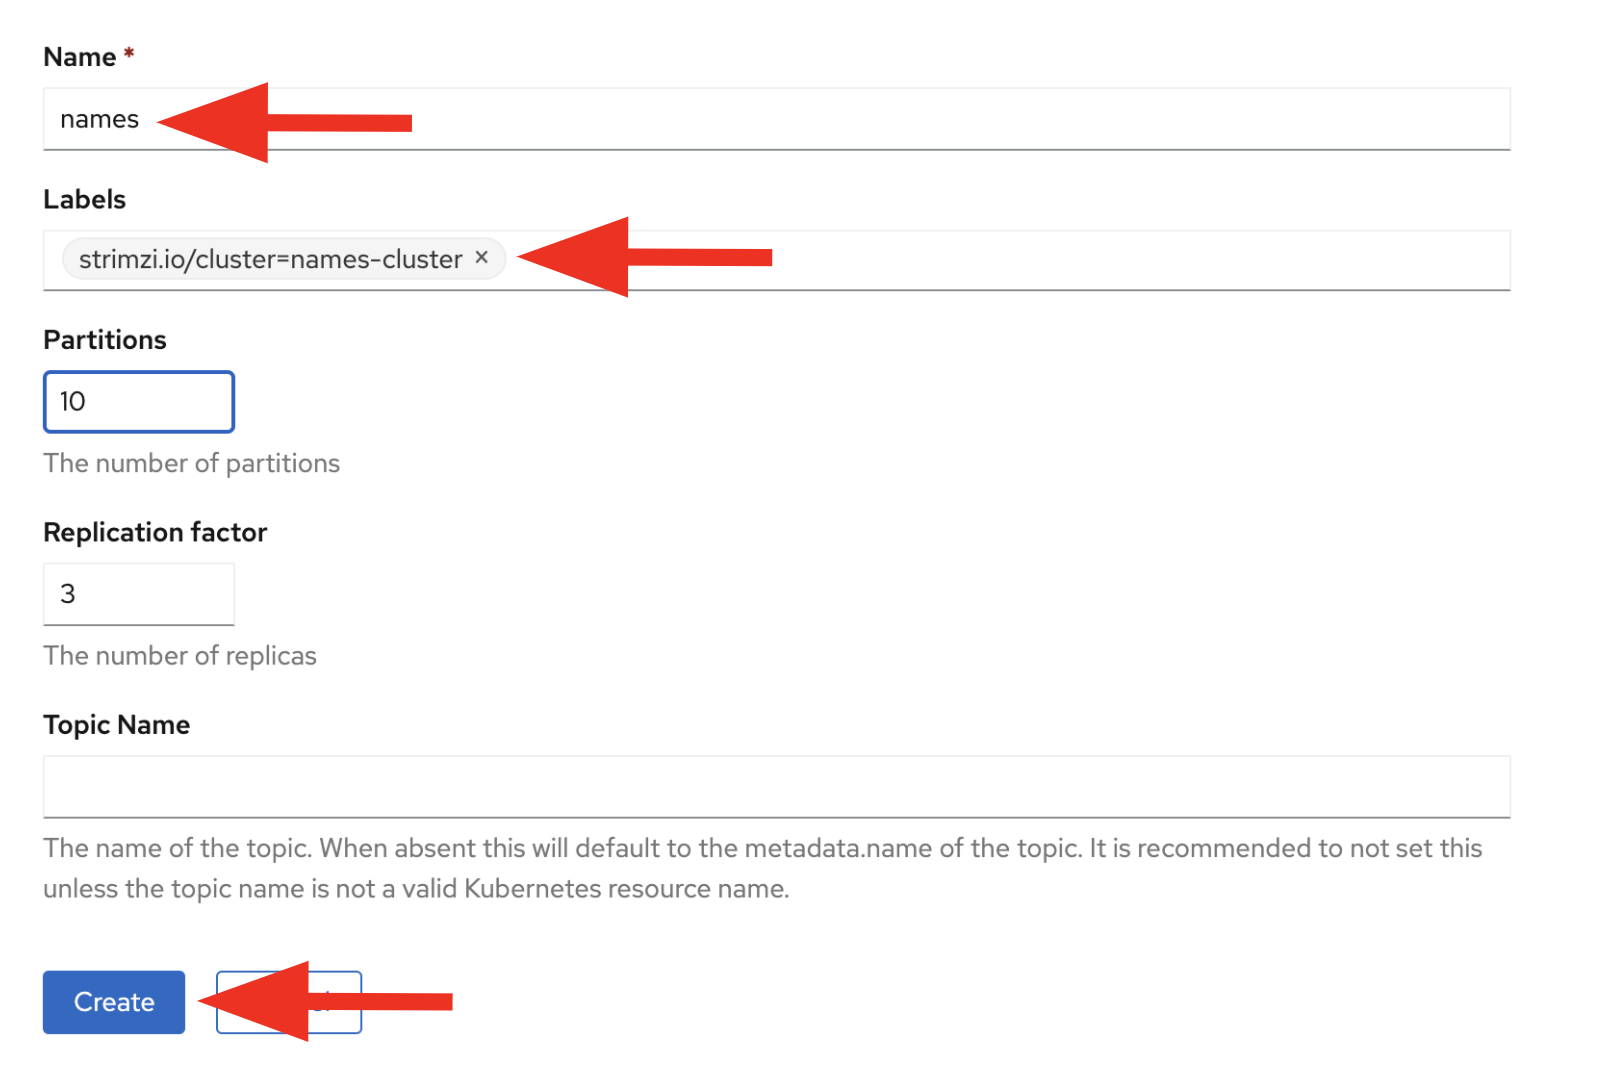 Name *
names
Labels
strimzi.io/cluster=names-cluster ×
Partitions
10
The number of partitions
Replication factor
3
The number of replicas
Topic Name
The name of the topic. When absent this will default to the metadata.name of the topic. It is recommended to not set this
unless the topic name is not a valid Kubernetes resource name.
Create